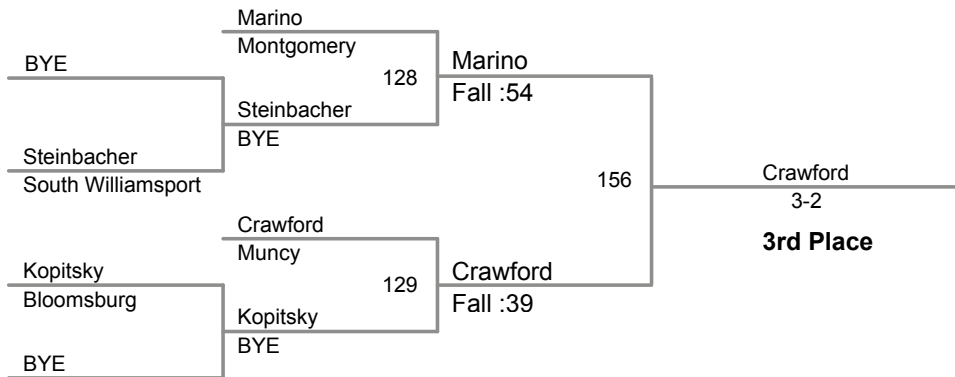 BYE
Steinbacher
South Williamsport
Kopitsky
Bloomsburg
BYE
Marino
Montgomery
128
Steinbacher
BYE
Crawford
Muncy
129
Kopitsky
BYE
Marino
Fall :54
156
Crawford
Fall :39
Crawford
3-2
3rd Place